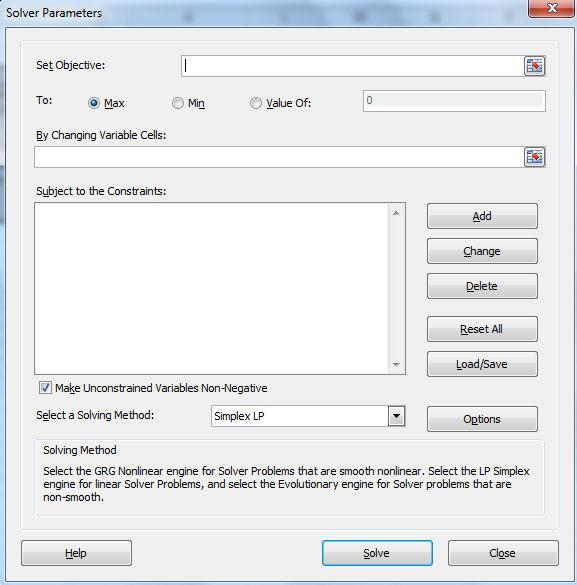 Solver Parameters
Set Objective:
To:
Max
Min
Value Of:
0
By Changing Variable Cells:
Subject to the Constraints:
Add
Change
Delete
Reset All
Load/Save
Make Unconstrained Variables Non-Negative
Select a Solving Method:
Simplex LP
Options
Solving Method
Select the GRG Nonlinear engine for Solver Problems that are smooth nonlinear. Select the LP Simplex
engine for linear Solver Problems, and select the Evolutionary engine for Solver problems that are
non-smooth.
Help
Solve
Close